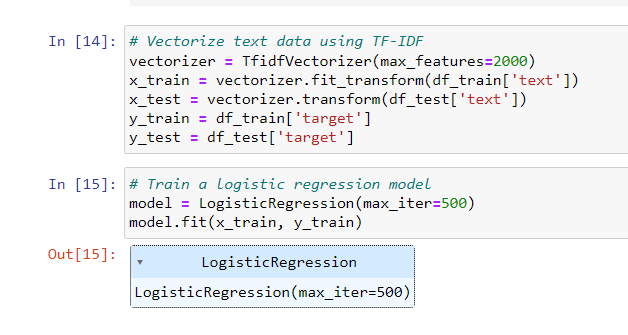 In [14]: # Vectorize text data using TF-IDF
vectorizer = TfidfVectorizer(max_features=2000)
x_train = vectorizer.fit_transform(df_train['text'])
x_test = vectorizer.transform(df_test['text'])
y_train = df_train['target']
y_test = df_test['target']
In [15]: # Train a logistic regression model
model = LogisticRegression(max_iter=500)
model.fit(x_train, y_train)
Out[15]: ▾ LogisticRegression
LogisticRegression(max_iter=500)